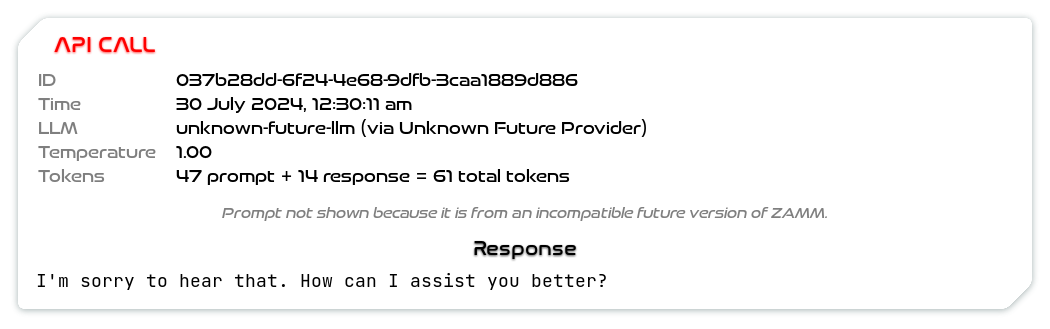 API CALL
ID 037b28dd-6f24-4e68-9dfb-3caa1889d886
Time 30 July 2024, 12:30:11 am
LLM unknown-future-llm (via Unknown Future Provider)
Temperature 1.00
Tokens 47 prompt + 14 response = 61 total tokens
Prompt not shown because it is from an incompatible future version of ZAMM.
Response
I'm sorry to hear that. How can I assist you better?